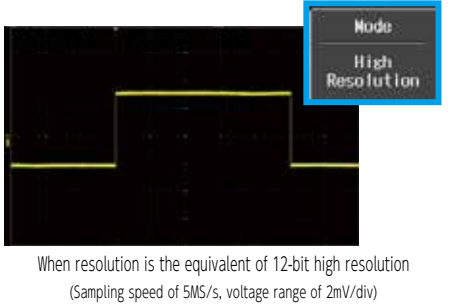 Mode
High
Resolution
When resolution is the equivalent of 12-bit high resolution
(Sampling speed of 5MS/s, voltage range of 2mV/div)